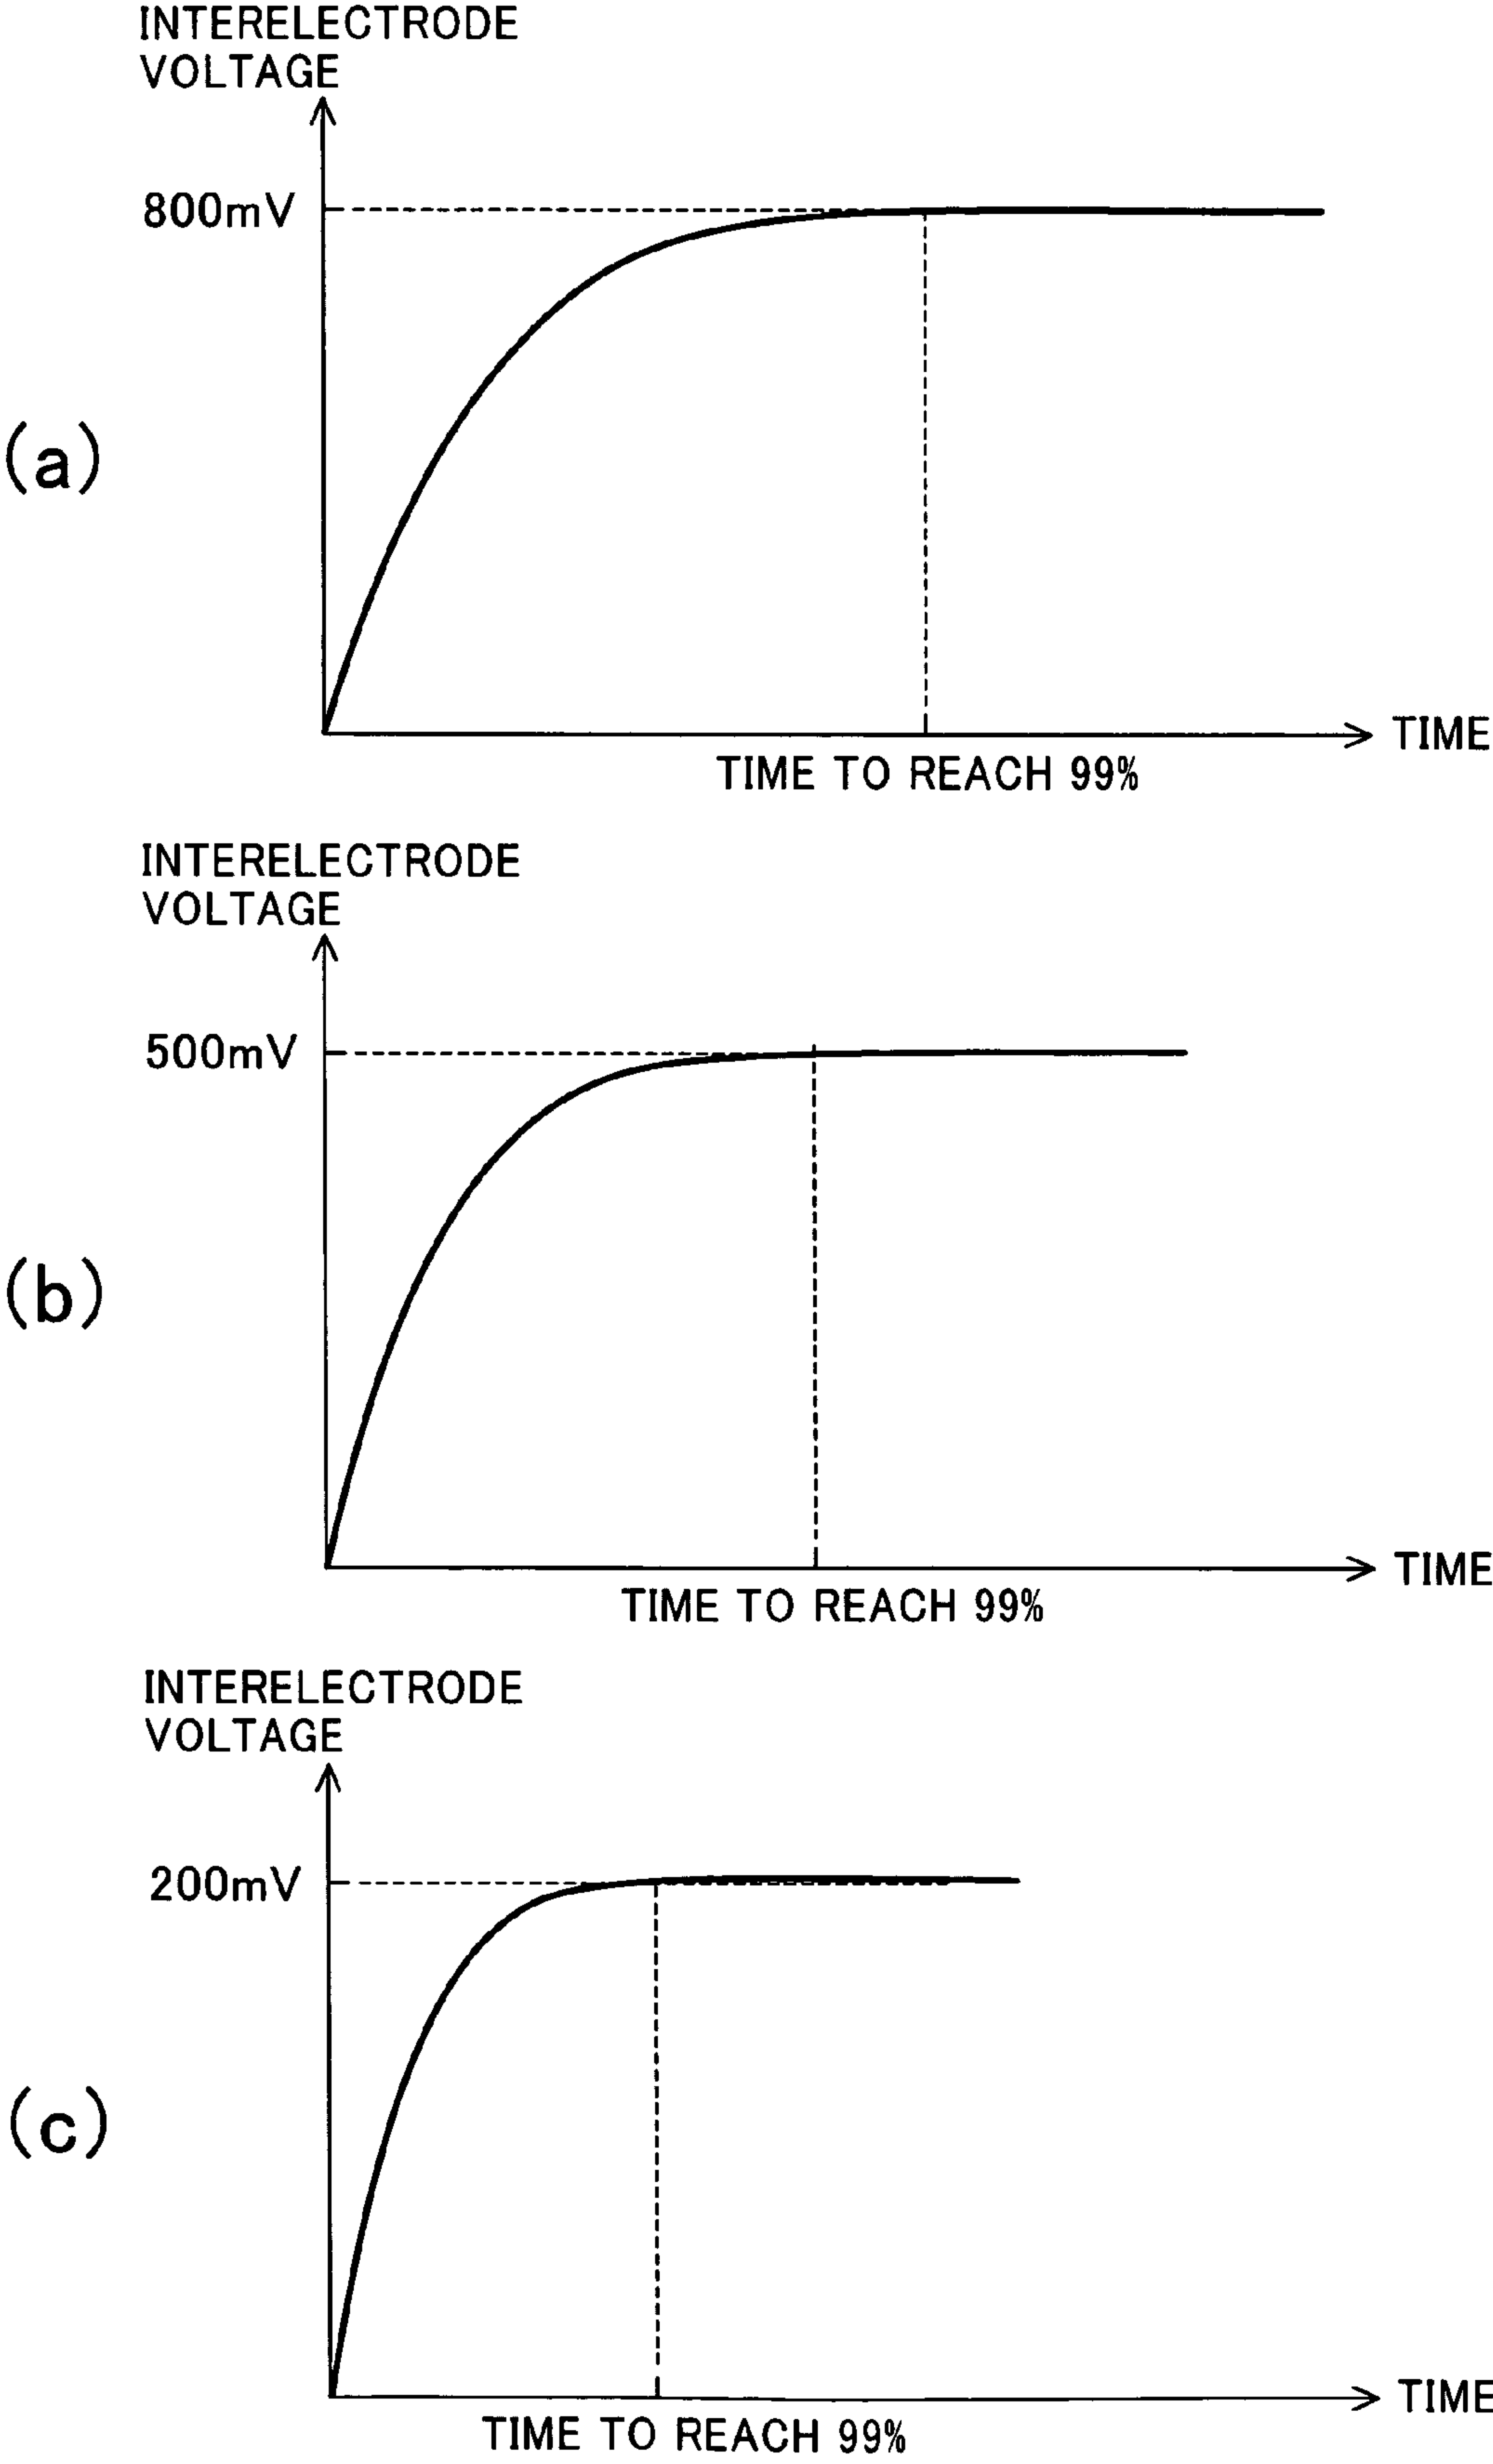 INTERELECTRODE
VOLTAGE
800mV
(a)
TIME
TIME TO REACH 99%
INTERELECTRODE
VOLTAGE
500mV
(b)
TIME
TIME TO REACH 99%
INTERELECTRODE
VOLTAGE
200mV
(c)
TIME
TIME TO REACH 99%